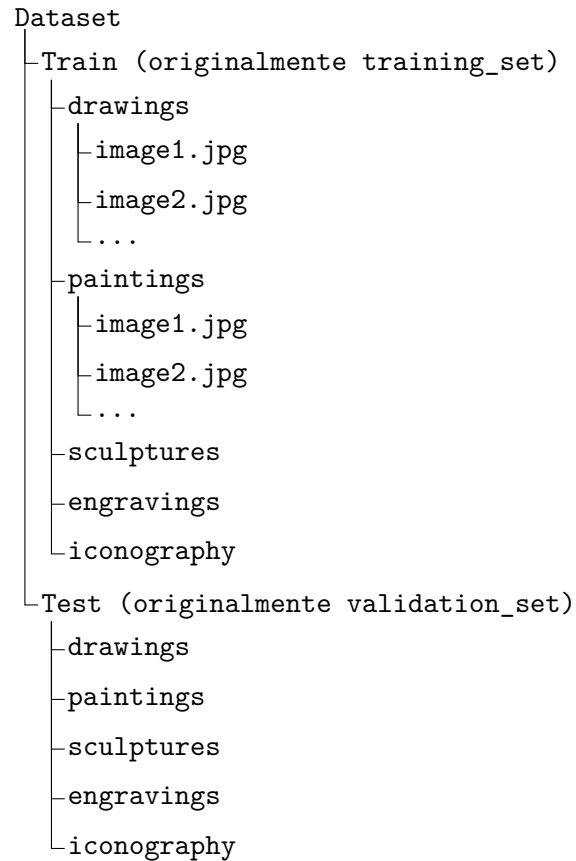 Dataset
Train (originalmente training_set)
drawings
image1.jpg
image2.jpg
...
paintings
image1.jpg
image2.jpg
...
sculptures
engravings
iconography
Test (originalmente validation_set)
drawings
paintings
sculptures
engravings
iconography